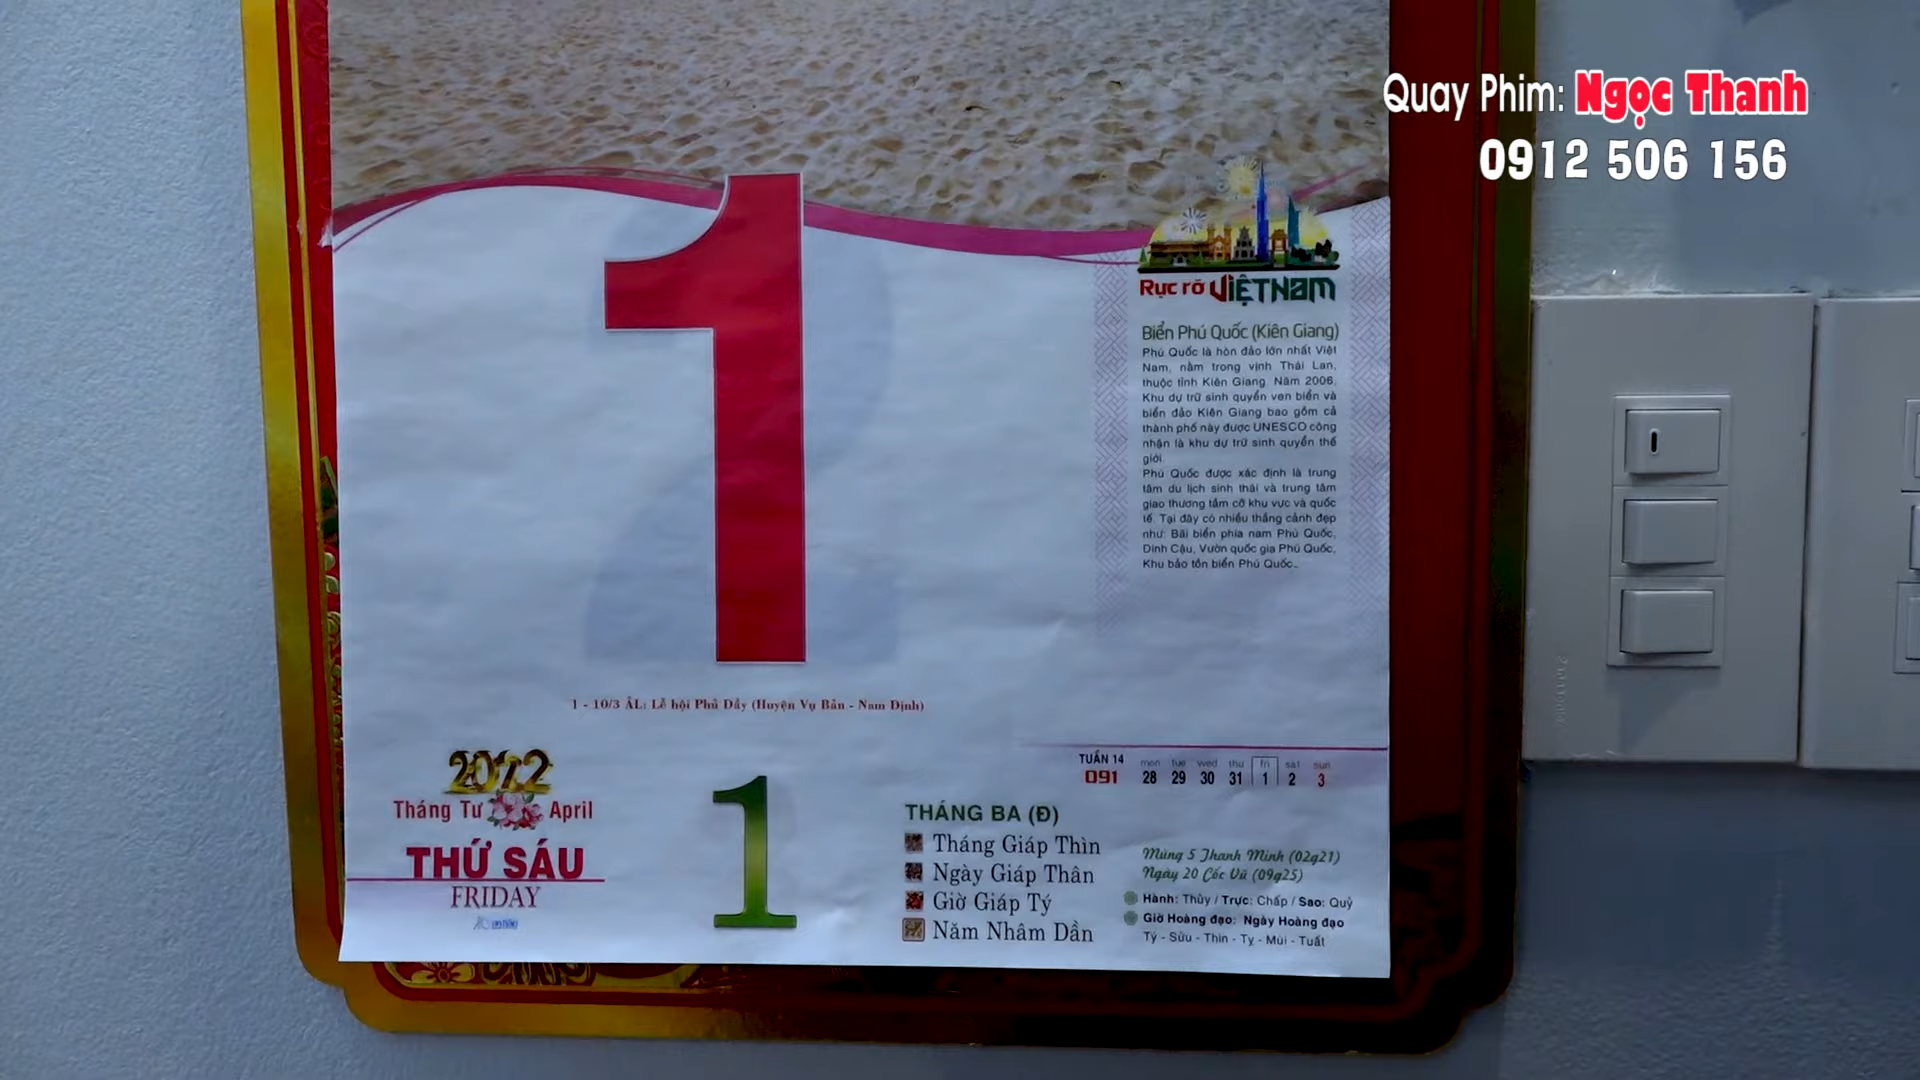 Quay Phim: Ngọc Thanh
0912 506 156
1
Rực rỡ VIỆT NAM
Biển Phú Quốc (Kiên Giang)
Phú Quốc là hòn đảo lớn nhất Việt
Nam, nằm trong vịnh Thái Lan,
thuộc tỉnh Kiên Giang. Năm 2006,
Khu dự trữ sinh quyển ven biển và
biển đảo Kiên Giang bao gồm cả
thành phố này được UNESCO công
nhận là khu dự trữ sinh quyển thế
giới.
Phú Quốc được xác định là trung
tâm du lịch sinh thái và trung tâm
giao thương tầm cỡ khu vực và quốc
tế. Tại đây có nhiều thắng cảnh đẹp
như: Bãi biển phía nam Phú Quốc,
Dinh Cậu, Vườn quốc gia Phú Quốc,
Khu bảo tồn biển Phú Quốc...
1 - 10/3 ÂL: Lễ hội Phủ Dầy (Huyện Vụ Bản - Nam Định)
2022
Tháng Tư April
THỨ SÁU
FRIDAY
1
TUẦN 14 mon tue wed thu fri sat sun
091 28 29 30 31 1 2 3
THÁNG BA (Đ)
Tháng Giáp Thìn
Ngày Giáp Thân
Giờ Giáp Tý
Năm Nhâm Dần
Mùng 5 Thanh Minh (02g21)
Ngày 20 Cốc Vũ (09g25)
Hành: Thủy / Trực: Chấp / Sao: Quỷ
Giờ Hoàng đạo: Ngày Hoàng đạo
Tý - Sửu - Thìn - Tỵ - Mùi - Tuất